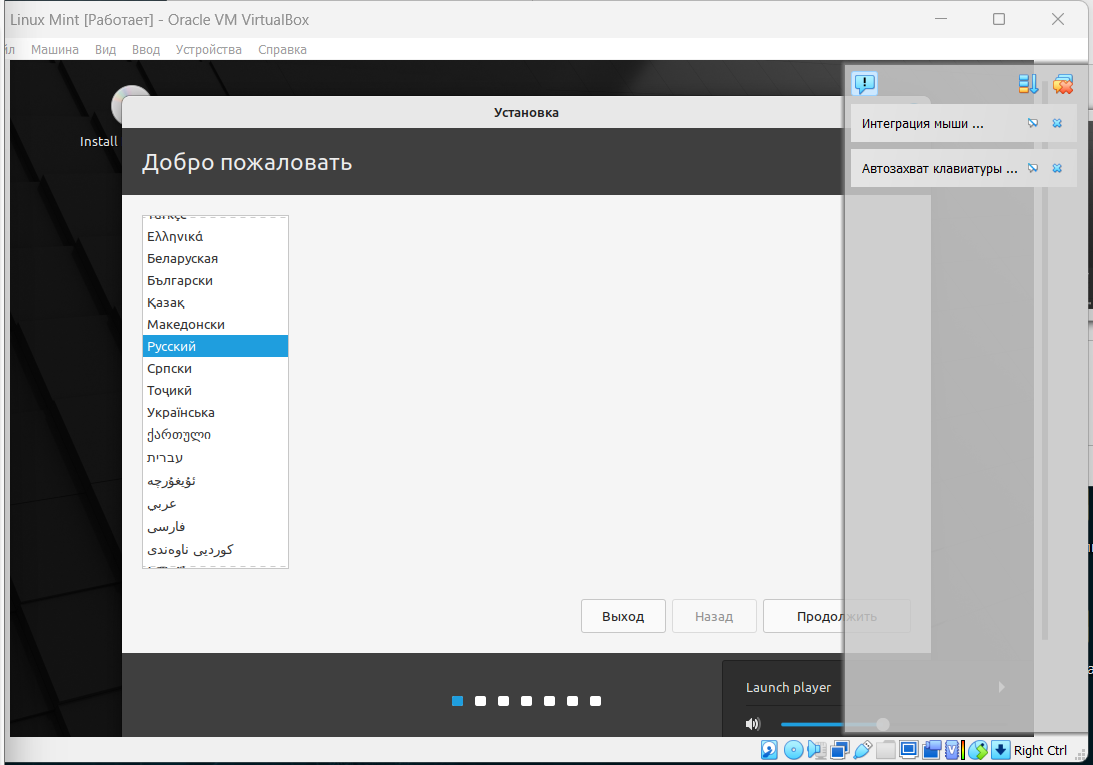 Linux Mint [Работает] - Oracle VM VirtualBox
Машина Вид Ввод Устройства Справка
Install
Установка
Добро пожаловать
Интеграция мыши ...
Автозахват клавиатуры ...
Türkçe
Ελληνικά
Беларуская
Български
Қазақ
Македонски
Русский
Српски
Тоҷикӣ
Українська
ქართული
עברית
ئۇيغۇرچە
عربي
فارسی
کوردیی ناوەندی
Выход Назад Продолжить
Launch player
Right Ctrl